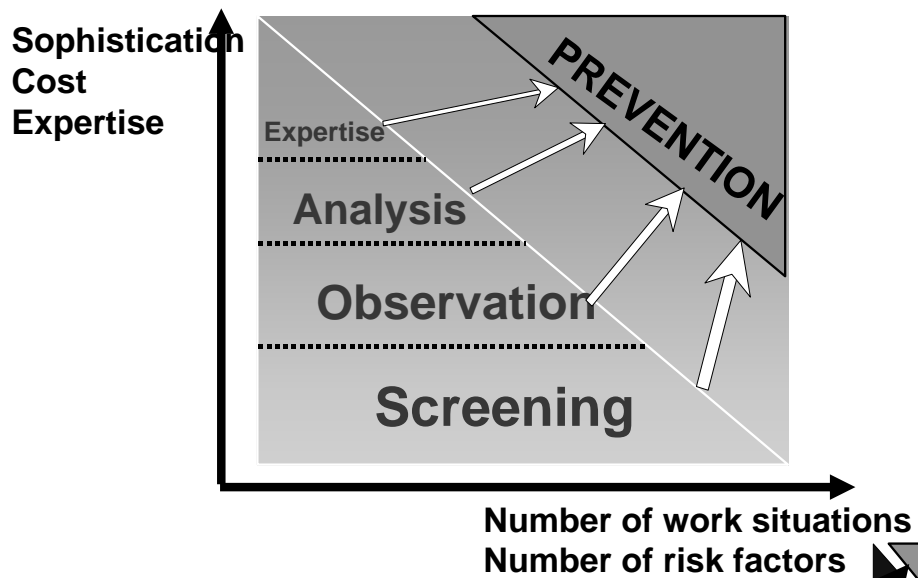 Sophistication
Cost
Expertise
PREVENTION
Expertise
Analysis
Observation
Screening
Number of work situations
Number of risk factors